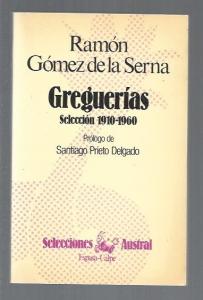 Ramón
Gómez de la Serna
Greguerías
Selección 1910-1960
Prólogo de
Santiago Prieto Delgado
Selecciones Austral
Espasa-Calpe